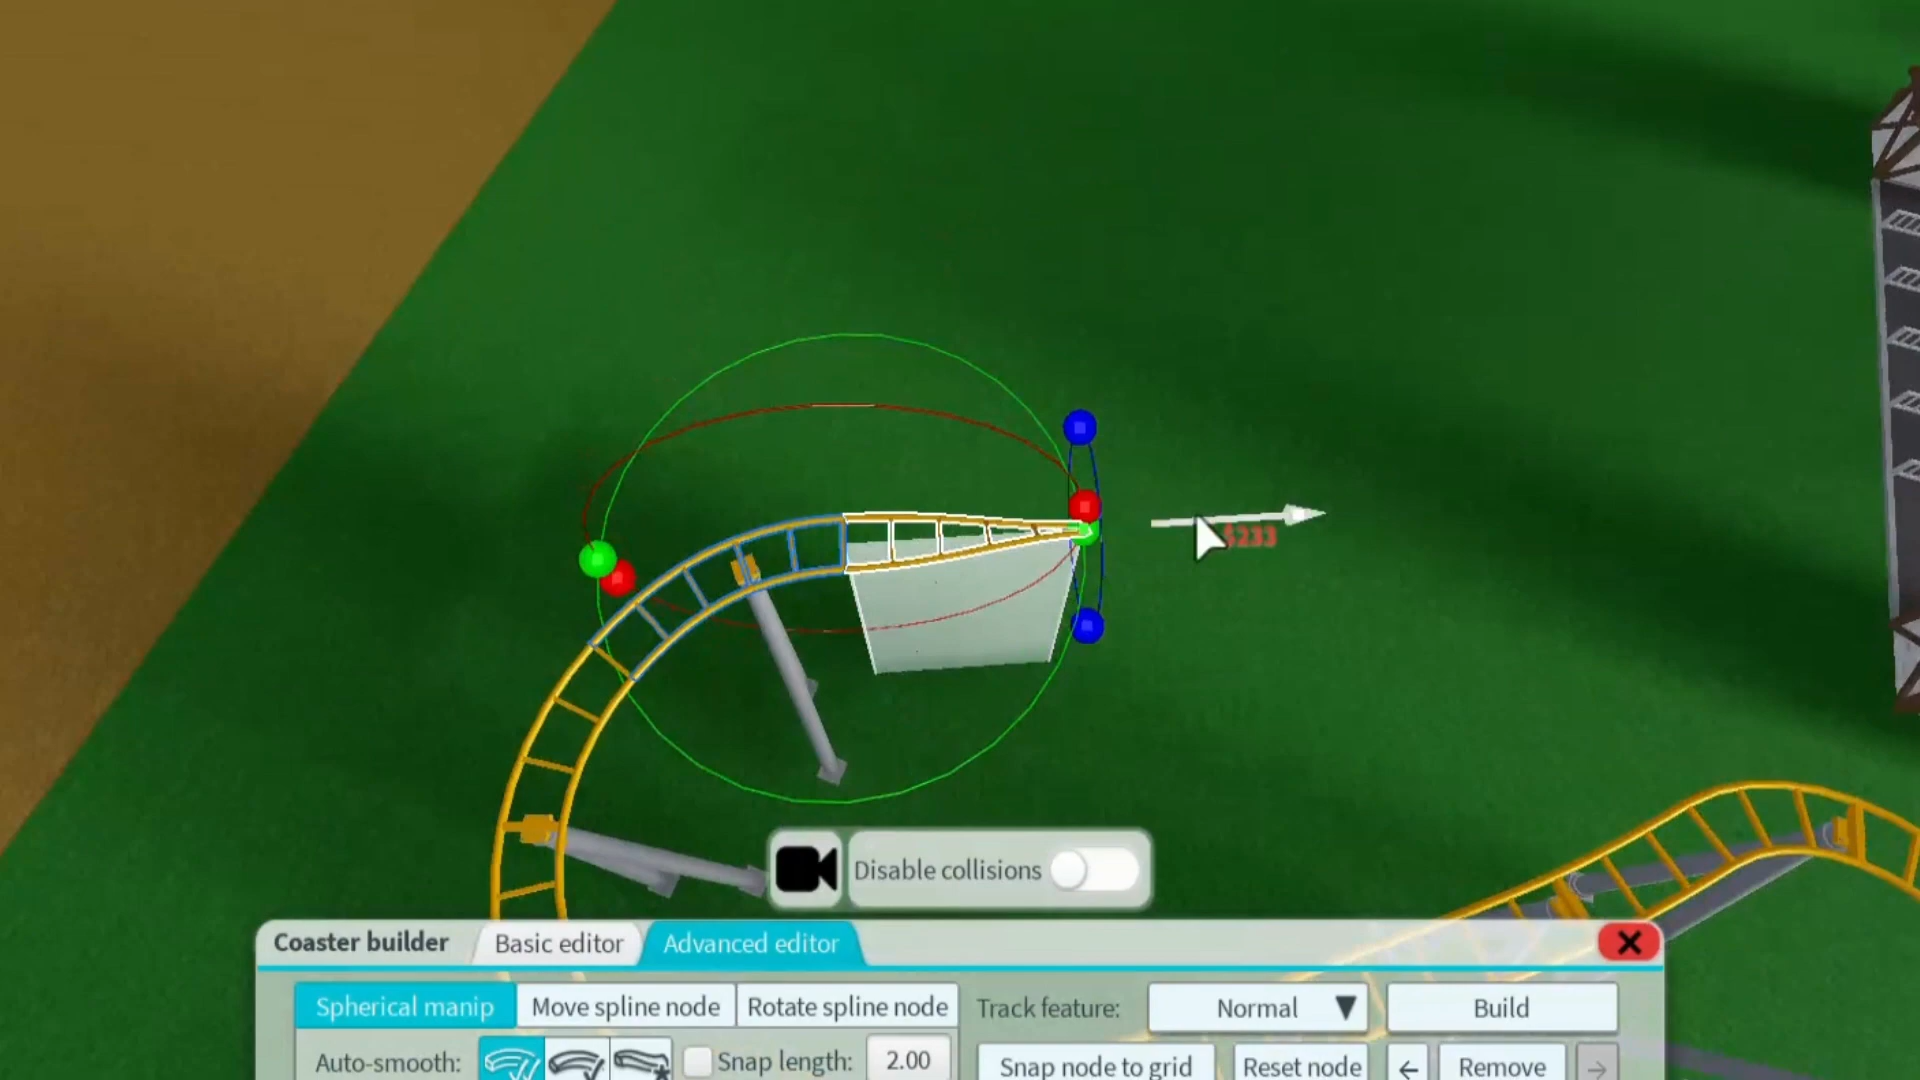 $233
Disable collisions
Coaster builder Basic editor Advanced editor
Spherical manip Move spline node Rotate spline node Track feature: Normal Build
Auto-smooth: Snap length: 2.00 Snap node to grid Reset node Remove